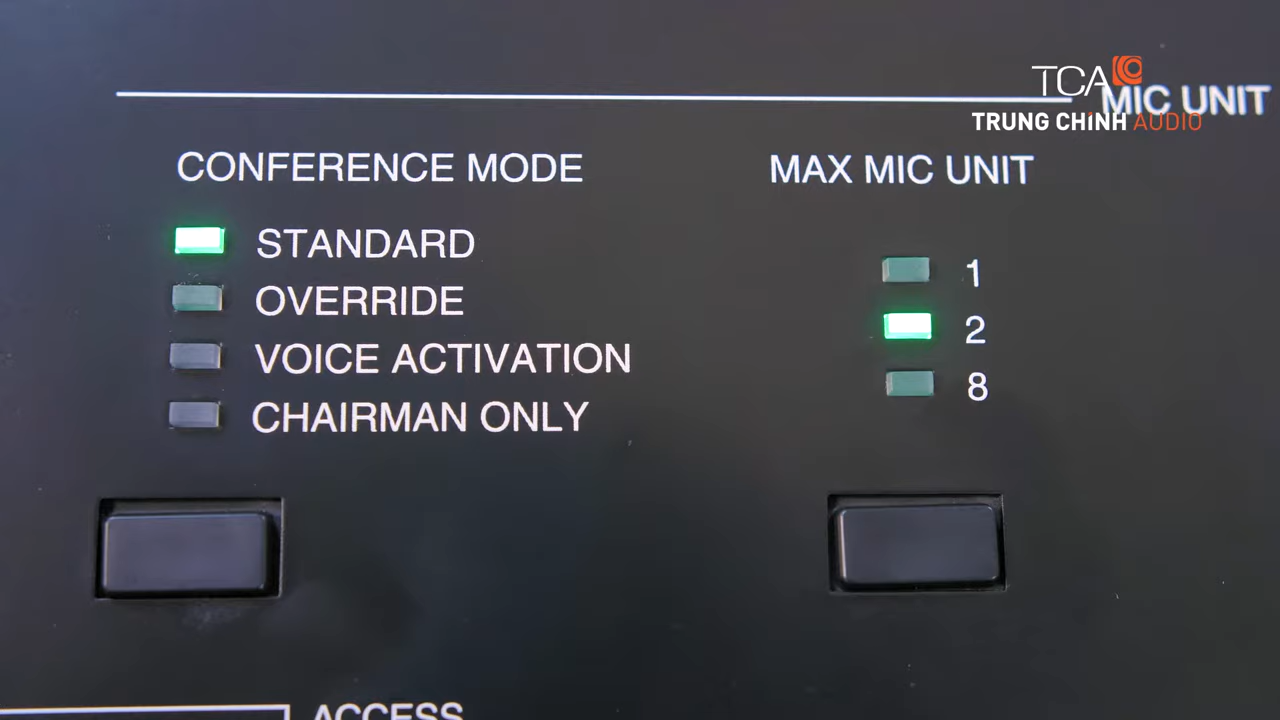 TCA
MIC UNIT
TRUNG CHÍNH AUDIO
CONFERENCE MODE
MAX MIC UNIT
STANDARD
OVERRIDE
VOICE ACTIVATION
CHAIRMAN ONLY
1
2
8
ACCESS